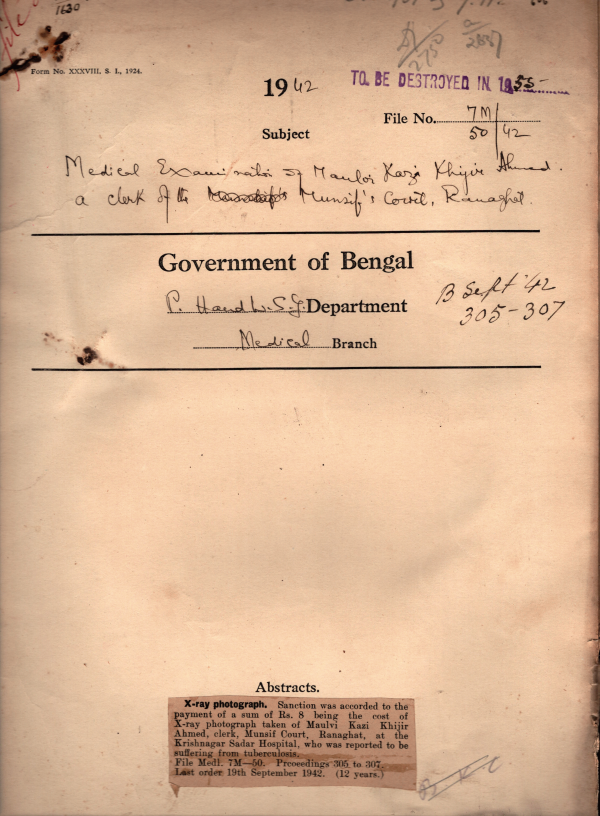 1630
Form No. XXXVIII, S. I., 1924.
1942
TO BE DESTROYED IN 1955
File No. 7M/
50 42
Subject
Medical Examination of Maulvi Kazi Khijir Ahmed.
a clerk of the Munsif's Court, Ranaghat.
Government of Bengal
P. H and L. S. G. Department
B Sept '42
305-307
Medical Branch
Abstracts.
X-ray photograph. Sanction was accorded to the
payment of a sum of Rs. 8 being the cost of
X-ray photograph taken of Maulvi Kazi Khijir
Ahmed, clerk, Munsif Court, Ranaghat, at the
Krishnagar Sadar Hospital, who was reported to be
suffering from tuberculosis.
File Medl. 7M—50. Prcoeedings 305 to 307.
Last order 19th September 1942. (12 years.)